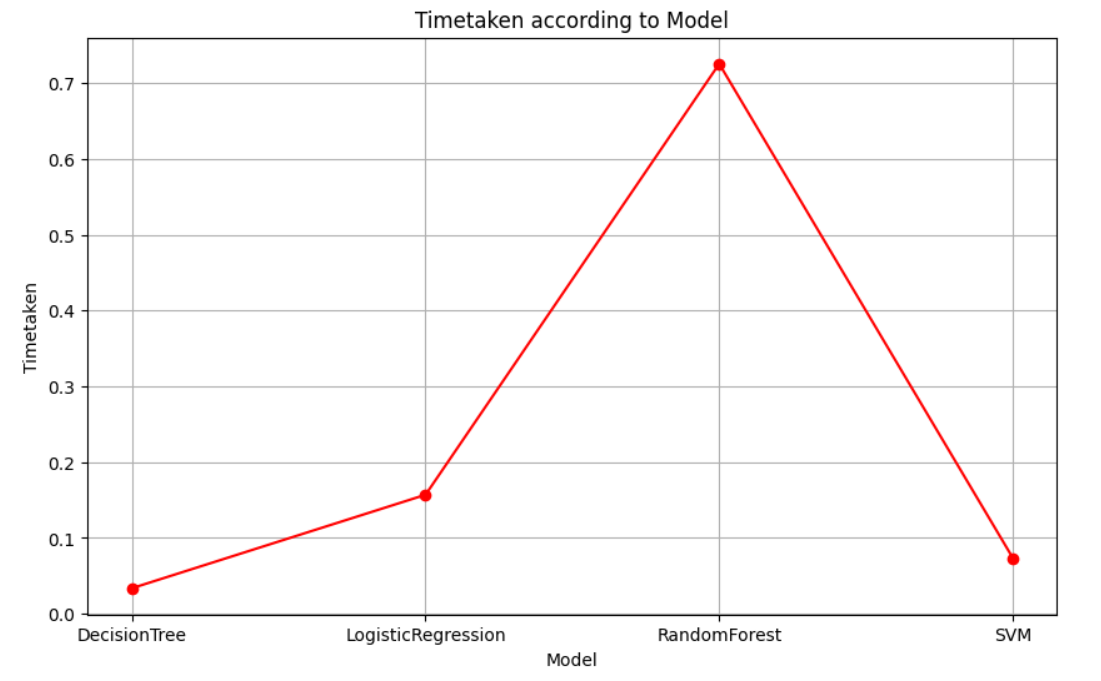 Timetaken according to Model
Timetaken
0.7
0.6
0.5
0.4
0.3
0.2
0.1
0.0
DecisionTree LogisticRegression RandomForest SVM
Model